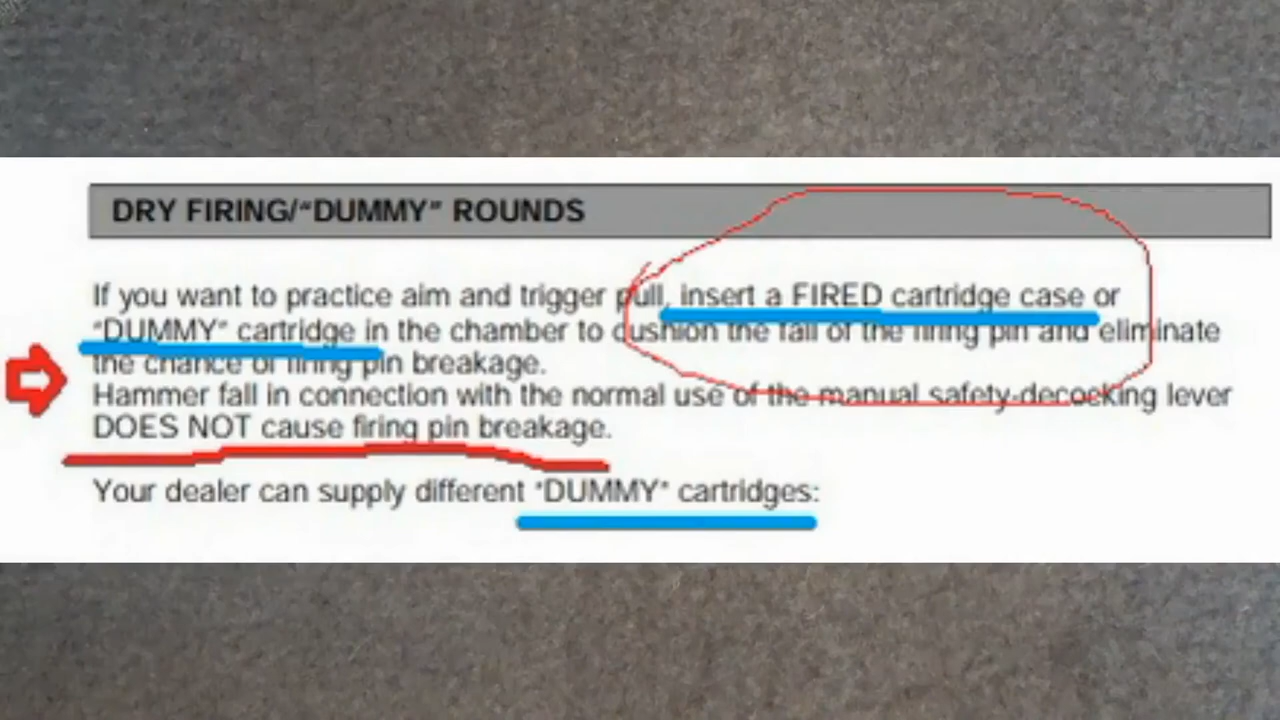 DRY FIRING/“DUMMY” ROUNDS
If you want to practice aim and trigger pull, insert a FIRED cartridge case or
“DUMMY” cartridge in the chamber to cushion the fall of the firing pin and eliminate
the chance of firing pin breakage.
Hammer fall in connection with the normal use of the manual safety-decocking lever
DOES NOT cause firing pin breakage.
Your dealer can supply different “DUMMY” cartridges: